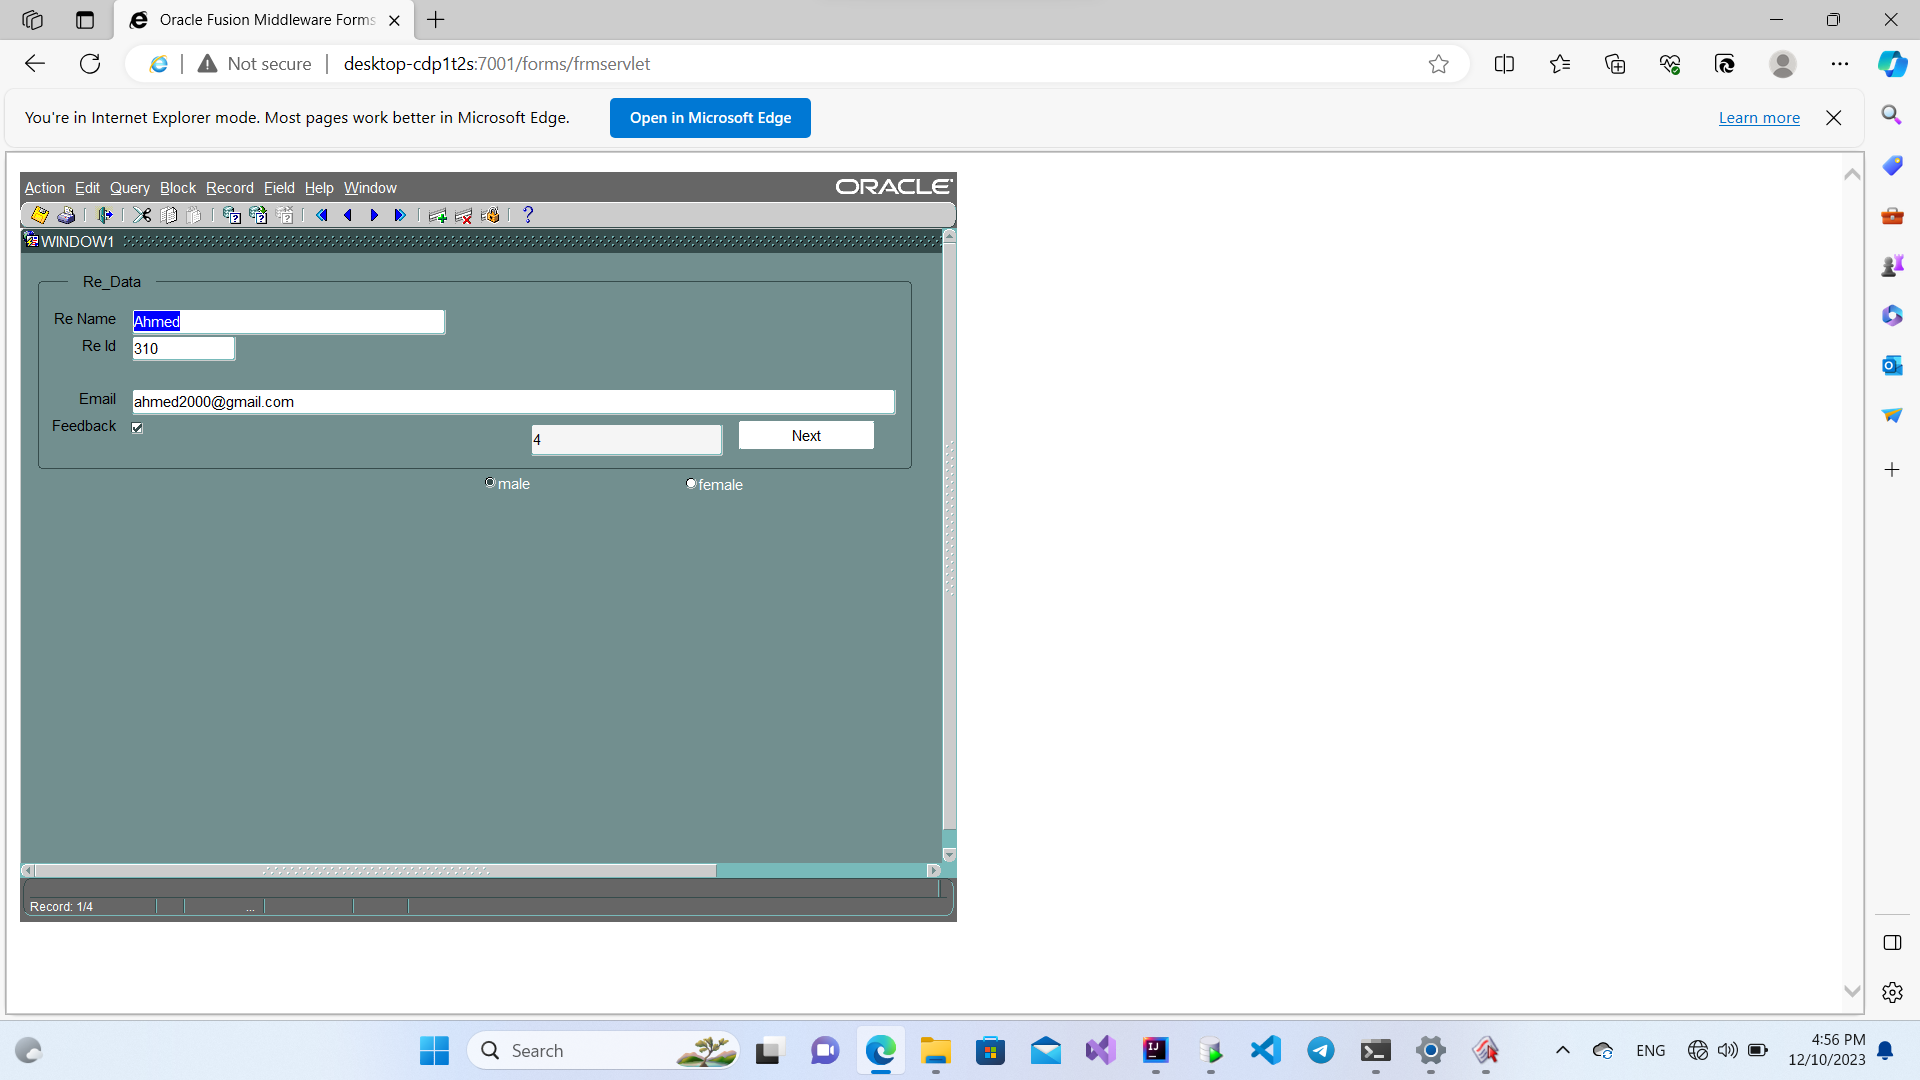 Oracle Fusion Middleware Forms
Not secure
desktop-cdp1t2s:7001/forms/frmservlet
You're in Internet Explorer mode. Most pages work better in Microsoft Edge.
Open in Microsoft Edge
Learn more
Action Edit Query Block Record Field Help Window
ORACLE
WINDOW1
Re_Data
Re Name Ahmed
Re Id 310
Email ahmed2000@gmail.com
Feedback
4
Next
male female
Record: 1/4
...
Search
ENG
4:56 PM
12/10/2023